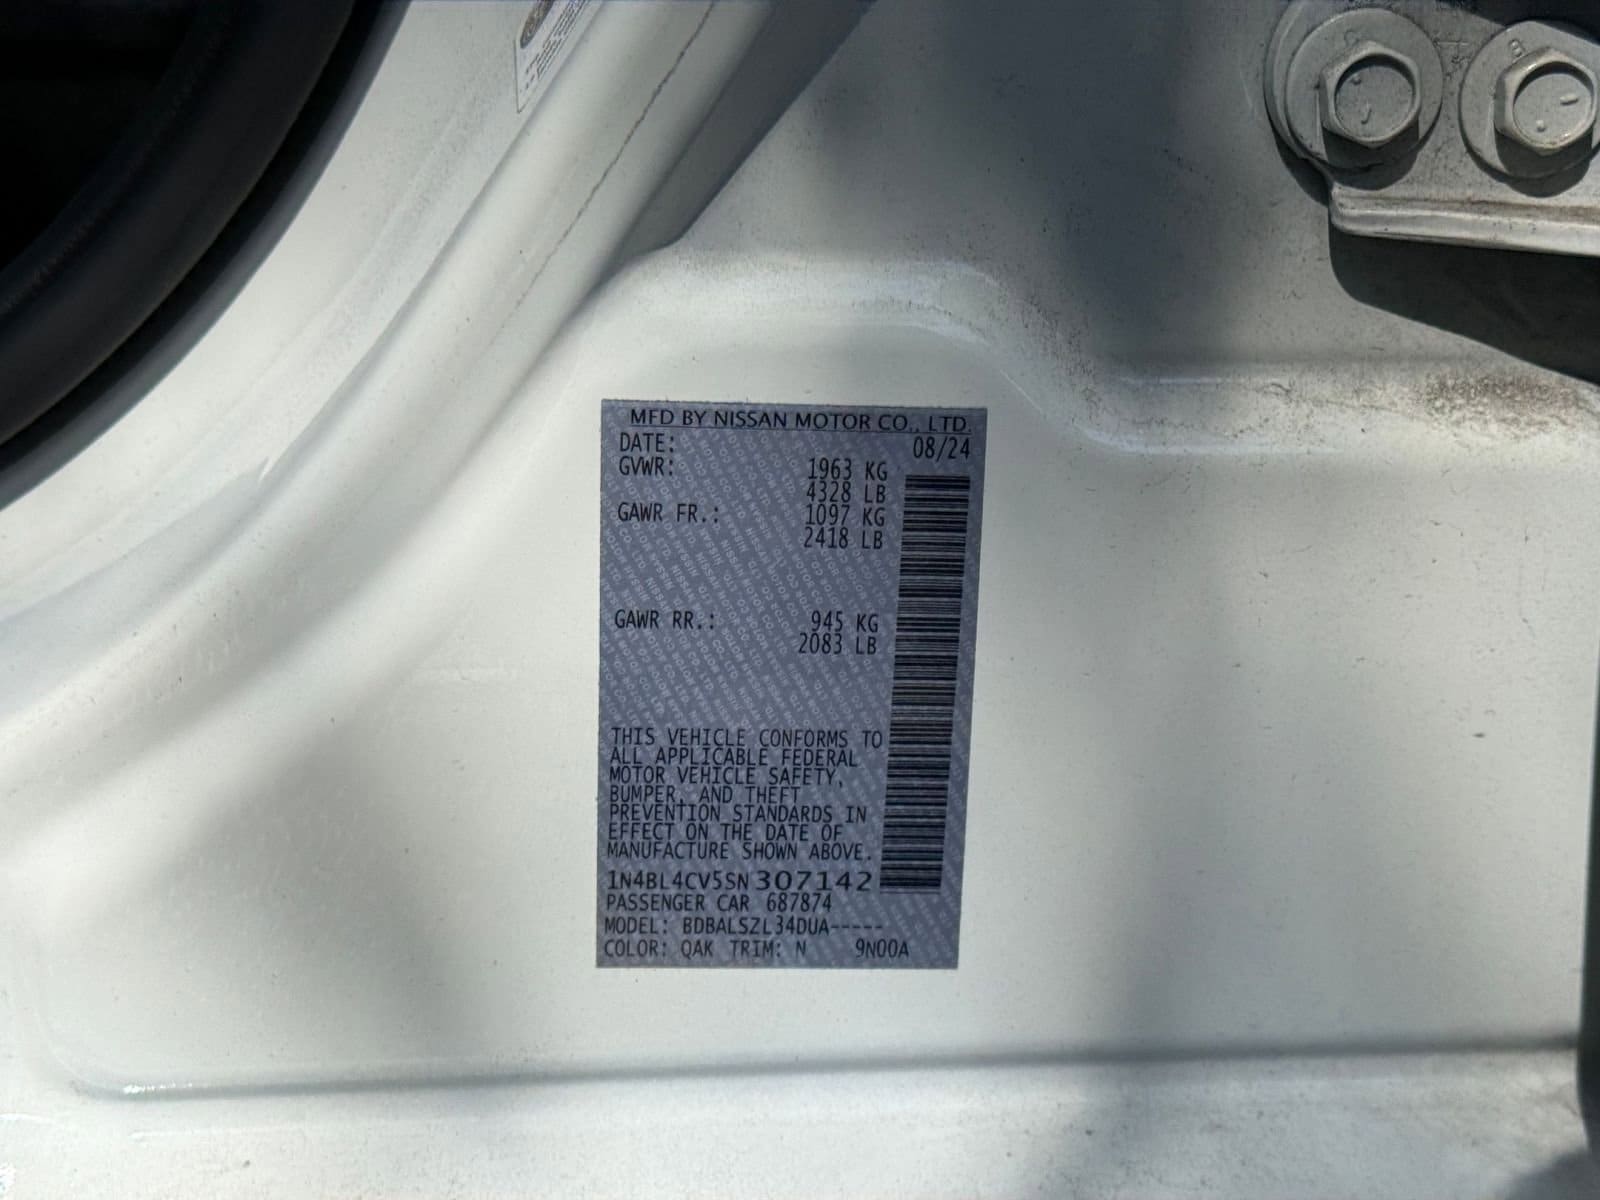 MFD BY NISSAN MOTOR CO., LTD.
DATE: 08/24
GVWR: 1963 KG
4328 LB
GAWR FR.: 1097 KG
2418 LB
GAWR RR.: 945 KG
2083 LB
THIS VEHICLE CONFORMS TO
ALL APPLICABLE FEDERAL
MOTOR VEHICLE SAFETY,
BUMPER, AND THEFT
PREVENTION STANDARDS IN
EFFECT ON THE DATE OF
MANUFACTURE SHOWN ABOVE.
1N4BL4CV5SN307142
PASSENGER CAR 687874
MODEL: BDBALSZL34DUA-----
COLOR: QAK TRIM: N 9N00A